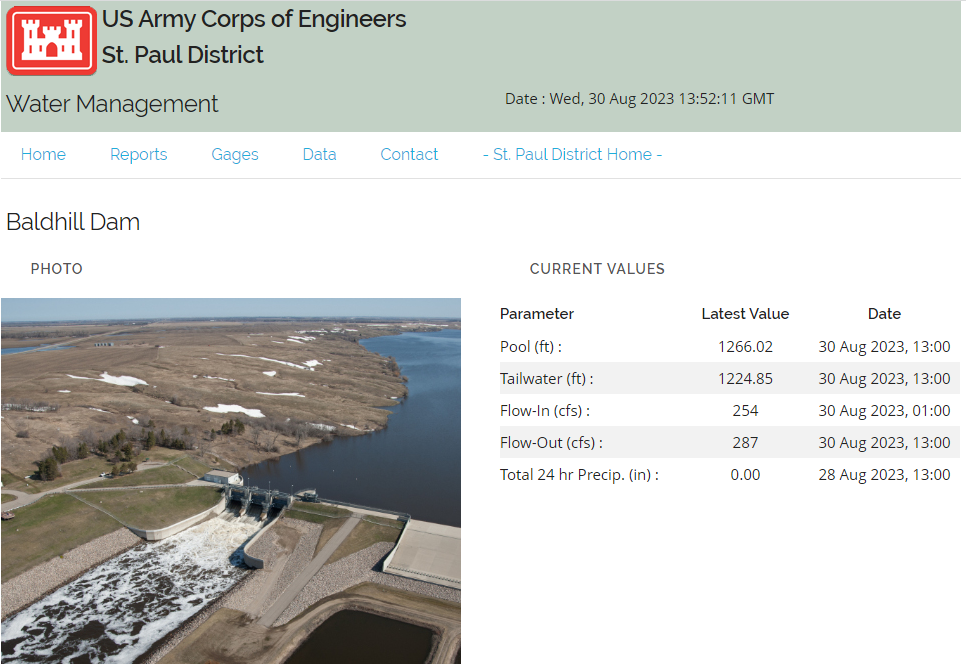 US Army Corps of Engineers
St. Paul District
Water Management
Date : Wed, 30 Aug 2023 13:52:11 GMT
Home Reports Gages Data Contact - St. Paul District Home -
Baldhill Dam
PHOTO
CURRENT VALUES
Parameter Latest Value Date
Pool (ft) : 1266.02 30 Aug 2023, 13:00
Tailwater (ft) : 1224.85 30 Aug 2023, 13:00
Flow-In (cfs) : 254 30 Aug 2023, 01:00
Flow-Out (cfs) : 287 30 Aug 2023, 13:00
Total 24 hr Precip. (in) : 0.00 28 Aug 2023, 13:00